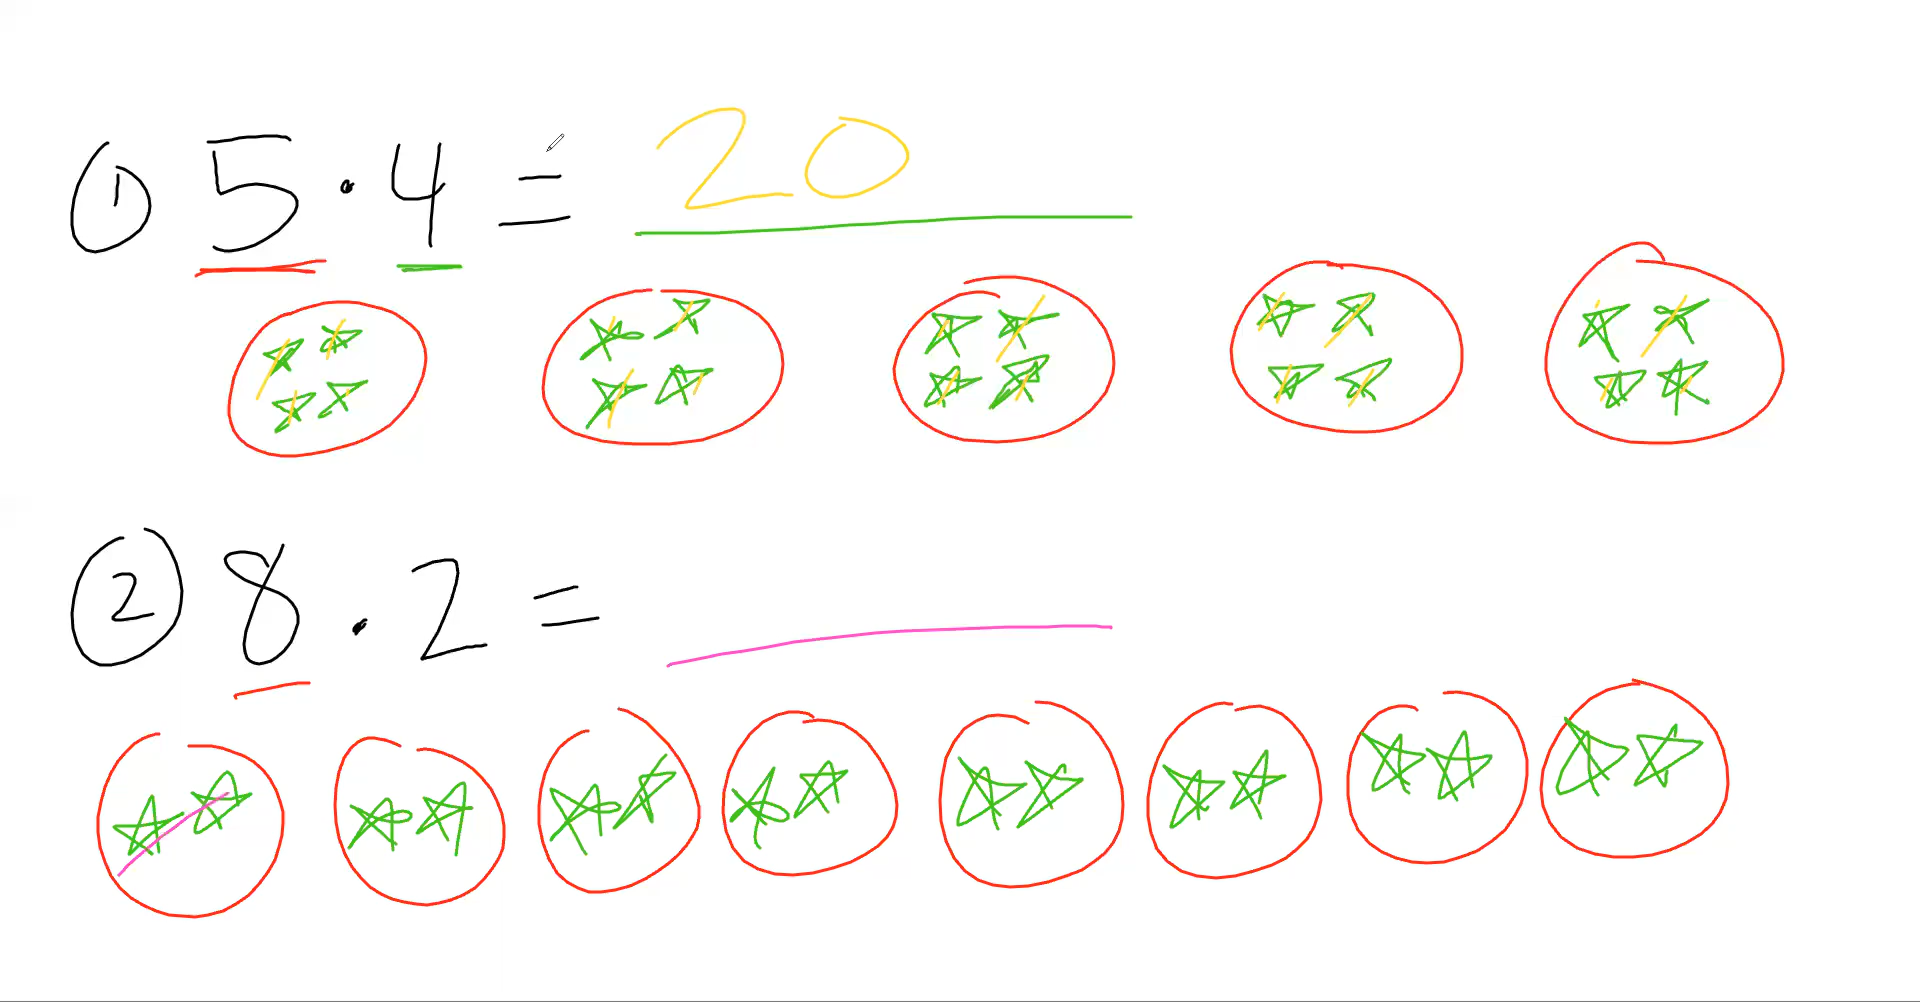 ① 5 · 4 = 20
② 8 · 2 =